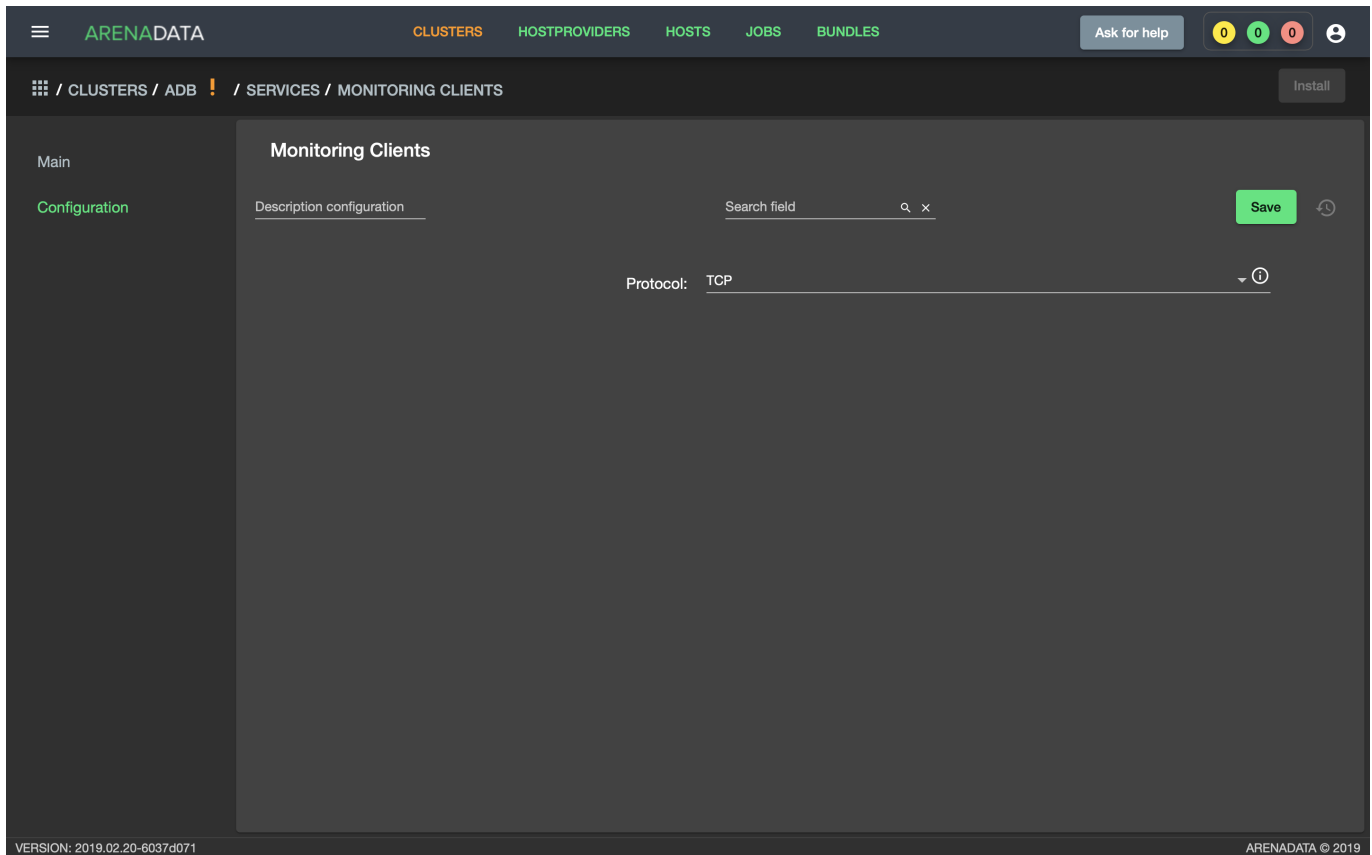 ARENADATA CLUSTERS HOSTPROVIDERS HOSTS JOBS BUNDLES Ask for help 0 0 0
/ CLUSTERS / ADB ! / SERVICES / MONITORING CLIENTS Install
Main
Configuration
Monitoring Clients
Description configuration Search field Save
Protocol: TCP
VERSION: 2019.02.20-6037d071 ARENADATA © 2019